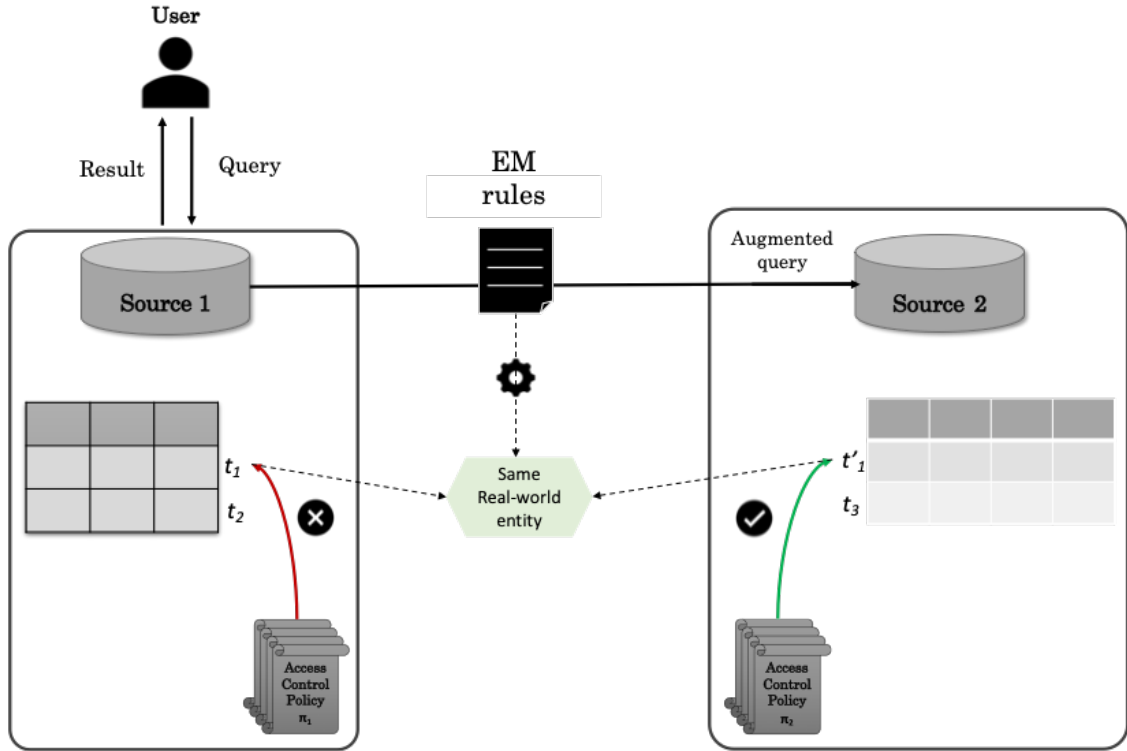 User
Result
Query
EM
rules
Source 1
Augmented
query
Source 2
t₁
t₂
Same
Real-world
entity
t'₁
t₃
Access
Control
Policy
π₁
Access
Control
Policy
π₂